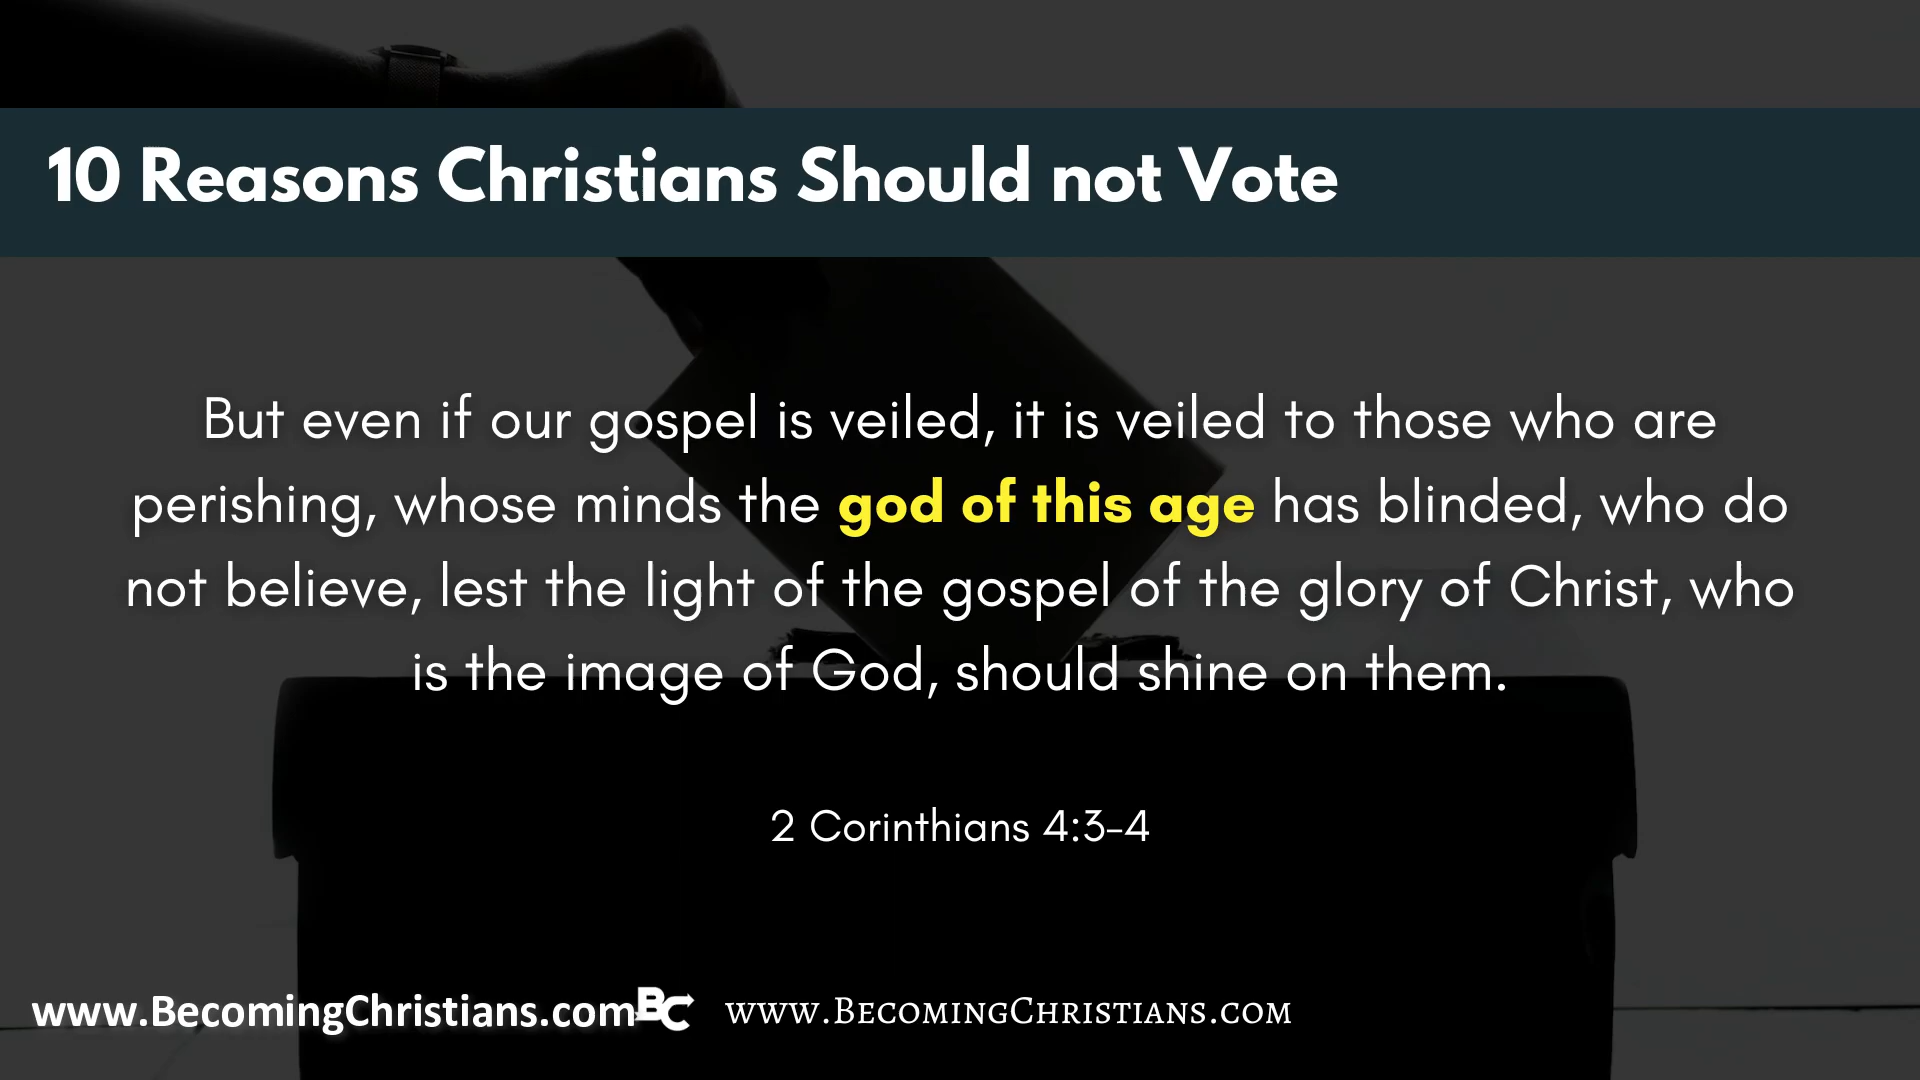 10 Reasons Christians Should not Vote
But even if our gospel is veiled, it is veiled to those who are
perishing, whose minds the god of this age has blinded, who do
not believe, lest the light of the gospel of the glory of Christ, who
is the image of God, should shine on them.
2 Corinthians 4:3-4
www.BecomingChristians.com BC www.BecomingChristians.com